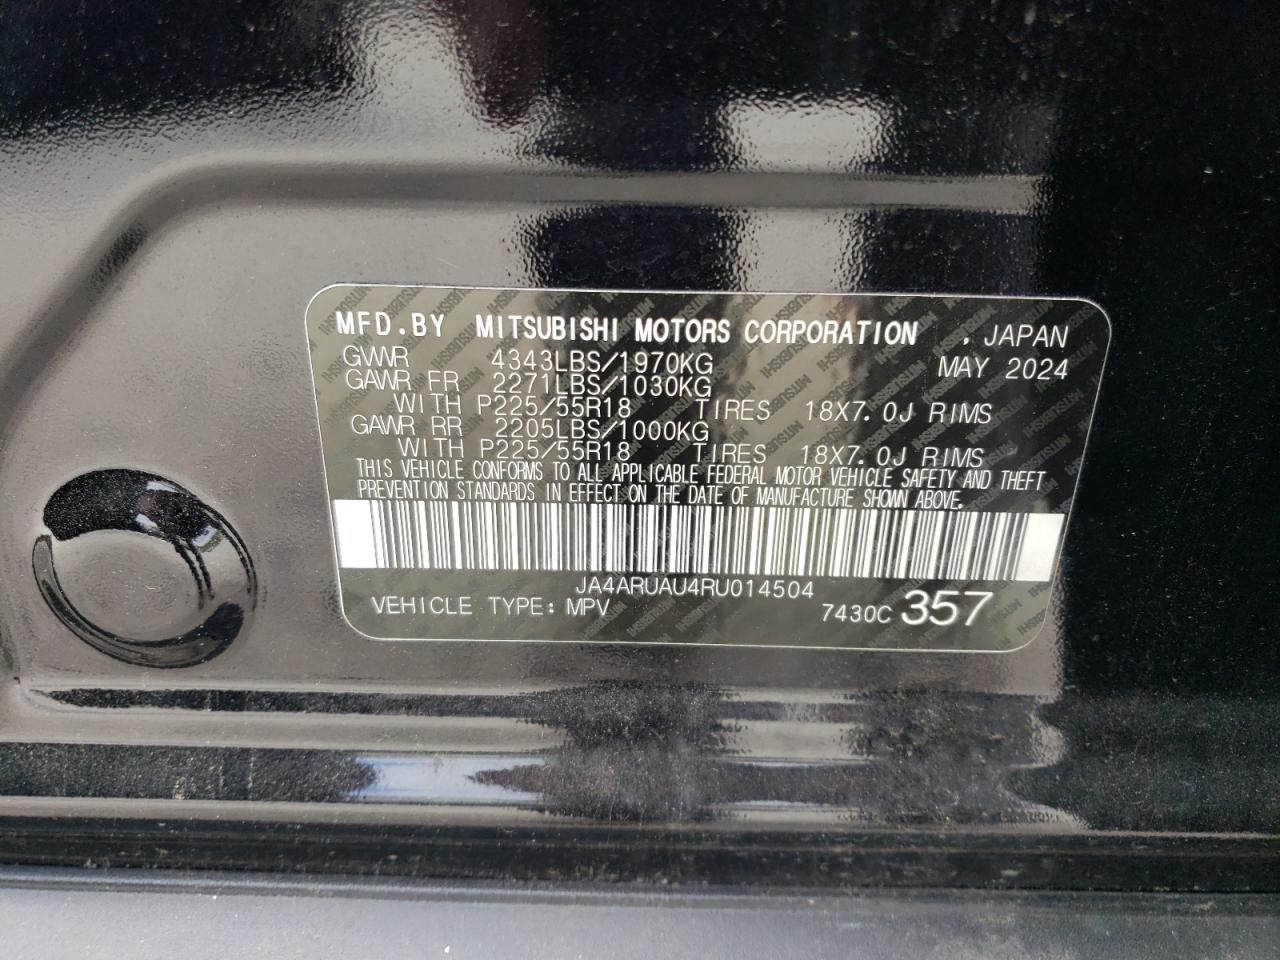 MFD.BY MITSUBISHI MOTORS CORPORATION , JAPAN
GVWR 4343LBS/1970KG MAY 2024
GAWR FR 2271LBS/1030KG
WITH P225/55R18 TIRES 18X7.0J RIMS
GAWR RR 2205LBS/1000KG
WITH P225/55R18 TIRES 18X7.0J RIMS
THIS VEHICLE CONFORMS TO ALL APPLICABLE FEDERAL MOTOR VEHICLE SAFETY AND THEFT
PREVENTION STANDARDS IN EFFECT ON THE DATE OF MANUFACTURE SHOWN ABOVE.
JA4ARUAU4RU014504
VEHICLE TYPE: MPV 7430C 357